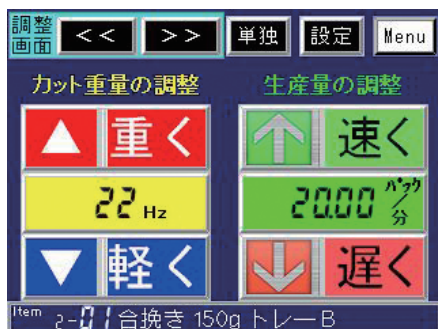 調整画面 << >> 単独 設定 Menu
カット重量の調整 生産量の調整
重く 速く
22 Hz 20.00 パック/分
軽く 遅く
Item 2-01 合挽き 150g トレーB